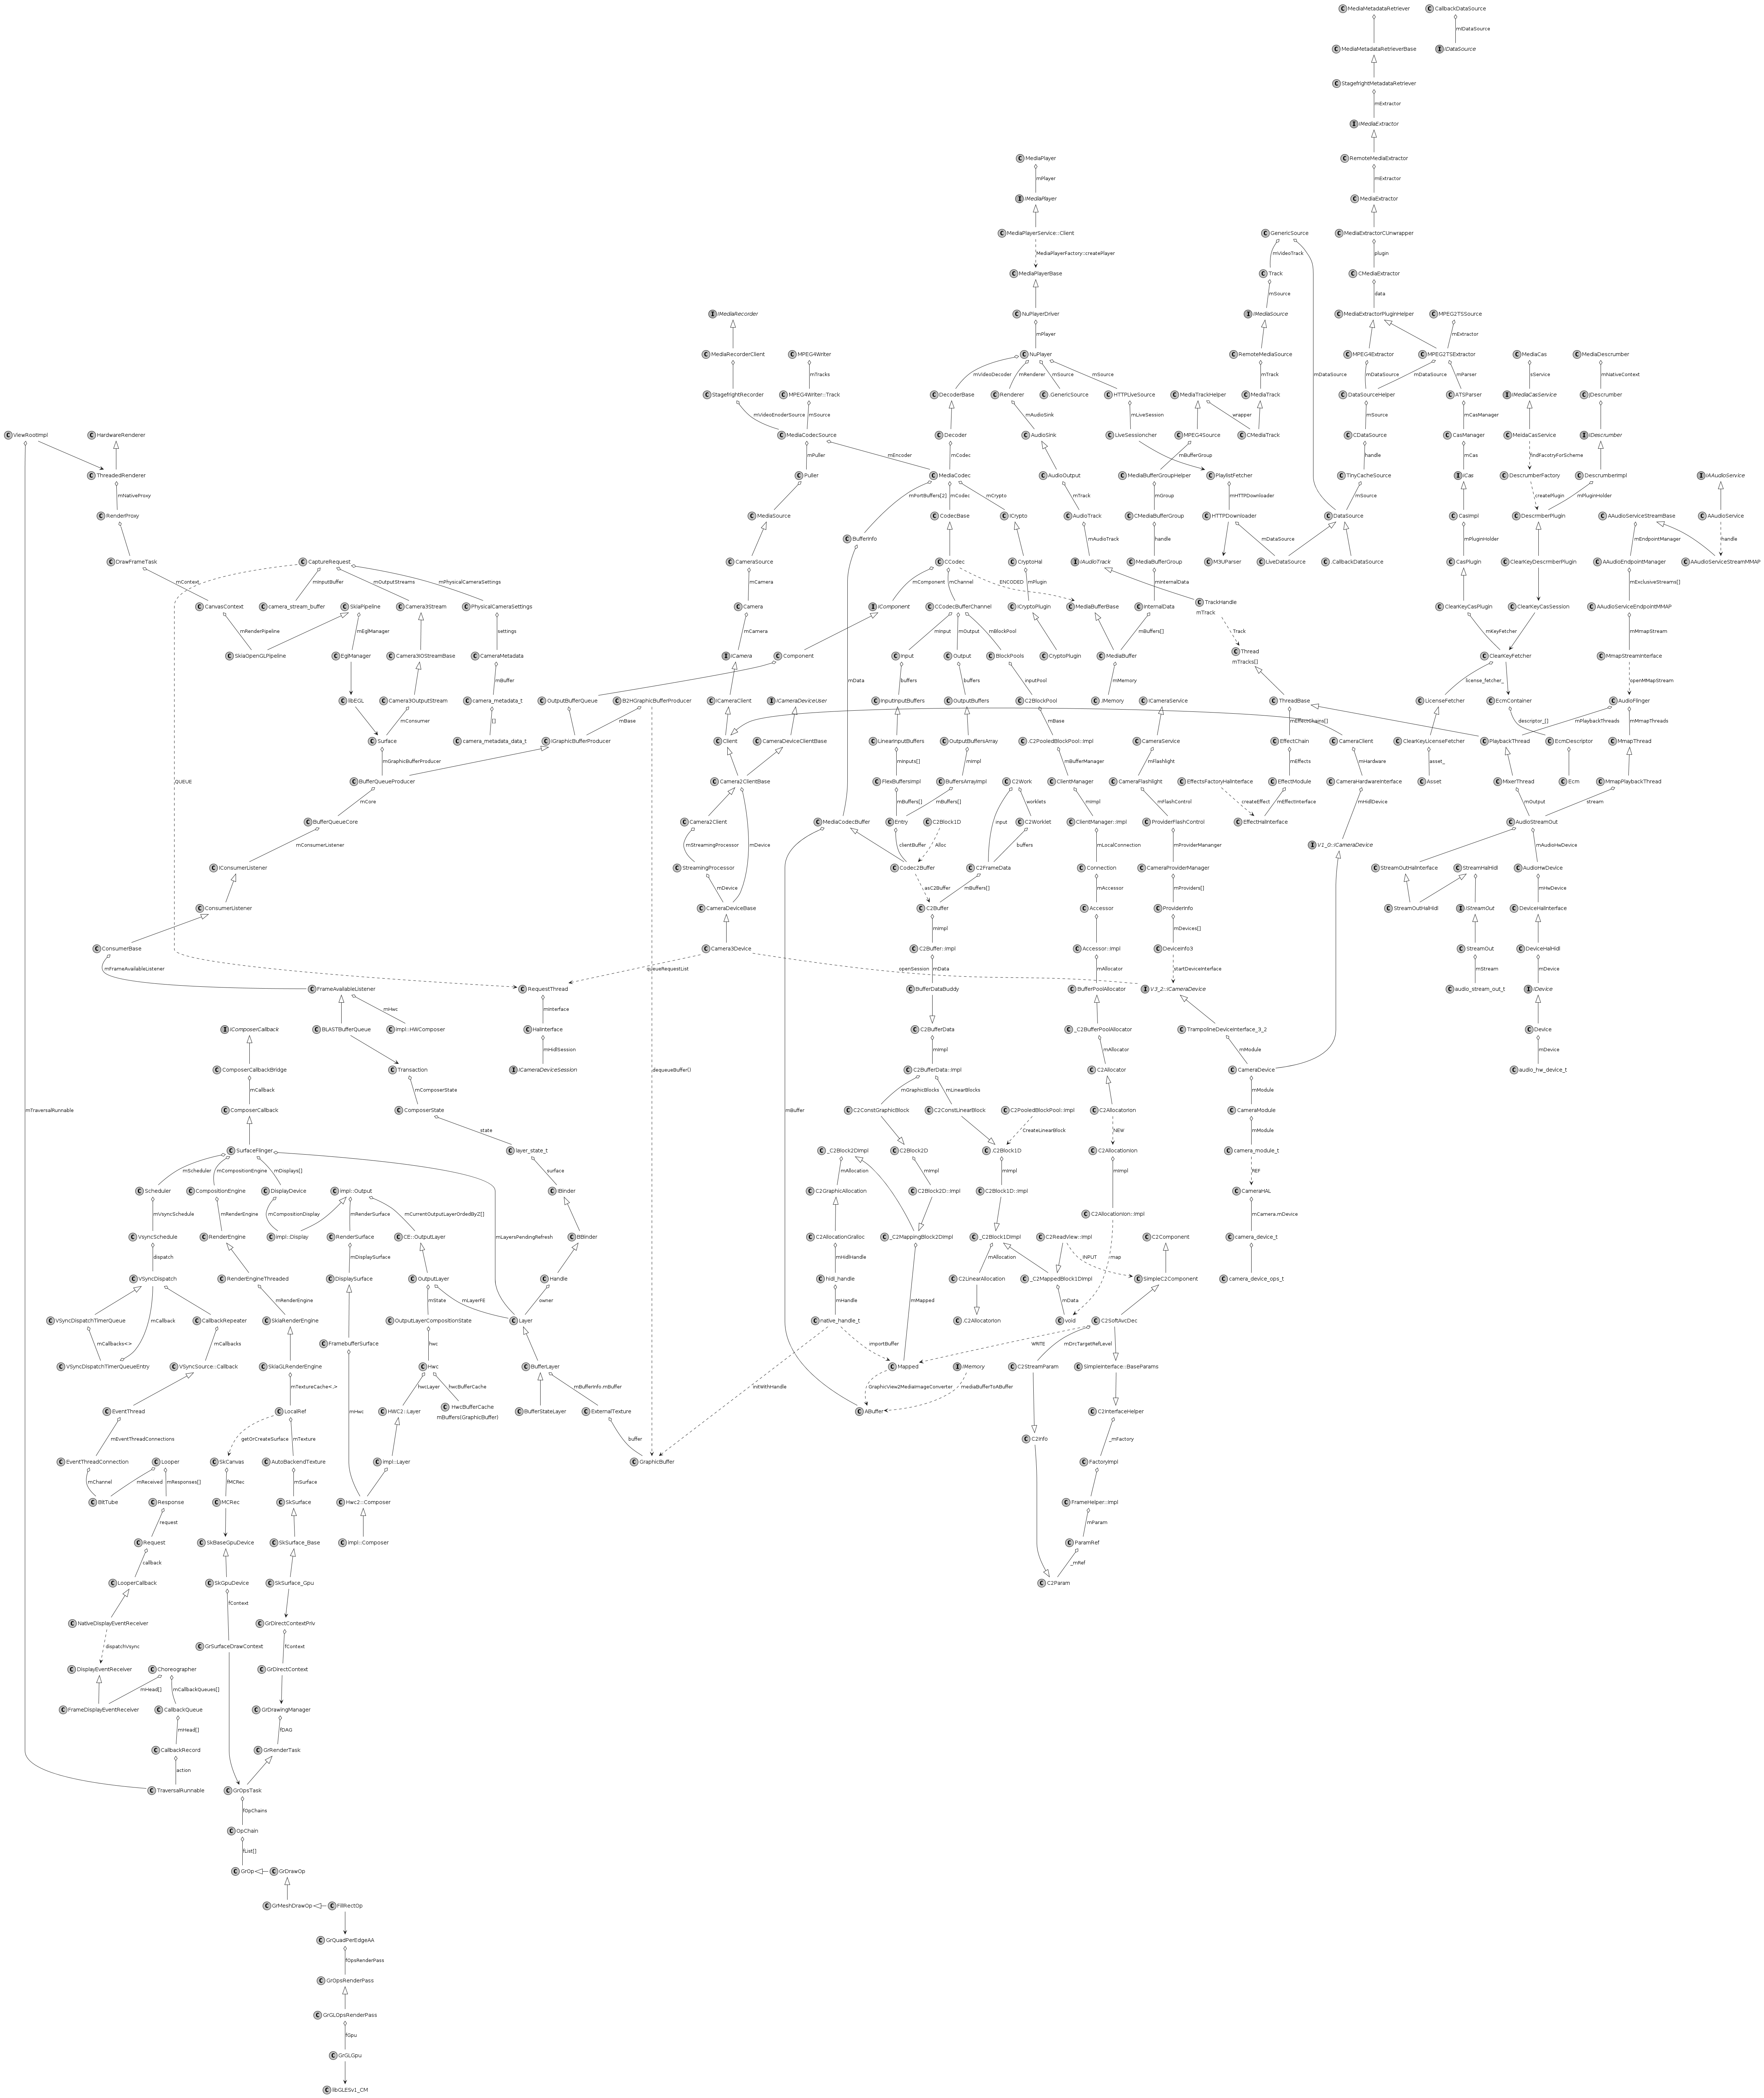 C MediaMetadataRetriever
C CallbackDataSource
mIDataSource
C MediaMetadataRetrieverBase
I IDataSource
C StagefrightMetadataRetriever
mExtractor
I IMediaExtractor
C MediaPlayer
C RemoteMediaExtractor
mPlayer
mExtractor
I IMediaPlayer
C MediaExtractor
C MediaPlayerService::Client
C GenericSource
C MediaExtractorCUnwrapper
MediaPlayerFactory::createPlayer
mVideoTrack
plugin
C MediaPlayerBase
C Track
C CMediaExtractor
mSource
data
I IMediaRecorder
C NuPlayerDriver
I IMediaSource
C MediaExtractorPluginHelper
C MPEG2TSSource
mPlayer
mExtractor
C MediaRecorderClient
C MPEG4Writer
C NuPlayer
C RemoteMediaSource
C MPEG4Extractor
C MPEG2TSExtractor
C MediaCas
C MediaDescrumber
mTracks
mVideoDecoder
mRenderer
mSource
mSource
mTrack
mDataSource
mDataSource
mDataSource
mParser
sService
mNativeContext
C StagefrightRecorder
C MPEG4Writer::Track
C DecoderBase
C Renderer
C .GenericSource
C HTTPLiveSource
C MediaTrackHelper
C MediaTrack
C DataSourceHelper
C ATSParser
I IMediaCasService
C JDescrumber
mVideoEnoderSource
mSource
mAudioSink
mLiveSession
wrapper
mSource
mCasManager
C ViewRootImpl
C HardwareRenderer
C MediaCodecSource
C Decoder
C AudioSink
C LiveSessioncher
C MPEG4Source
C CMediaTrack
C CDataSource
C CasManager
C MeidaCasService
I IDescrumber
mPuller
mEncoder
mCodec
mBufferGroup
handle
mCas
findFacotryForScheme
C ThreadedRenderer
C Puller
C MediaCodec
C AudioOutput
C PlaylistFetcher
C MediaBufferGroupHelper
C TinyCacheSource
I ICas
C DescrumberFactory
C DescrumberImpl
I IAAudioService
mNativeProxy
mPortBuffers[2]
mCodec
mCrypto
mTrack
mHTTPDownloader
mGroup
mSource
createPlugin
mPluginHolder
C RenderProxy
C MediaSource
C CodecBase
C ICrypto
C AudioTrack
C HTTPDownloader
C CMediaBufferGroup
C DataSource
C CasImpl
C DescrmberPlugin
C AAudioServiceStreamBase
C AAudioService
C BufferInfo
mAudioTrack
mDataSource
handle
mPluginHolder
mEndpointManager
handle
C DrawFrameTask
C CaptureRequest
C CameraSource
C CCodec
C CryptoHal
I IAudioTrack
C M3UParser
C LiveDataSource
C MediaBufferGroup
C .CallbackDataSource
C CasPlugin
C ClearKeyDescrmberPlugin
C AAudioEndpointManager
C AAudioServiceStreamMMAP
mContext
mInputBuffer
mOutputStreams
mPhysicalCameraSettings
mCamera
mComponent
mChannel
ENCODED
mPlugin
mInternalData
mExclusiveStreams[]
C CanvasContext
C camera_stream_buffer
C SkiaPipeline
C Camera3Stream
C PhysicalCameraSettings
C Camera
I IComponent
C CCodecBufferChannel
C ICryptoPlugin
C MediaBufferBase
C InternalData
C TrackHandle
mTrack
C ClearKeyCasPlugin
C ClearKeyCasSession
C AAudioServiceEndpointMMAP
mRenderPipeline
mEglManager
settings
mCamera
mInput
mOutput
mBlockPool
mBuffers[]
Track
mKeyFetcher
mMmapStream
C SkiaOpenGLPipeline
C EglManager
C Camera3IOStreamBase
C CameraMetadata
I ICamera
C Component
C Input
C Output
C BlockPools
C CryptoPlugin
C MediaBuffer
C Thread
mTracks[]
C ClearKeyFetcher
C MmapStreamInterface
mBuffer
buffers
buffers
inputPool
mMemory
license_fetcher_
openMMapStream
C libEGL
C Camera3OutputStream
C camera_metadata_t
C OutputBufferQueue
C B2HGraphicBufferProducer
C ICameraClient
I ICameraDeviceUser
C InputInputBuffers
C OutputBuffers
C C2BlockPool
C .IMemory
C ICameraService
C ThreadBase
C LicenseFetcher
C EcmContainer
C AudioFlinger
mConsumer
[]
mBase
mBase
mEffectChains[]
descriptor_[]
mPlaybackThreads
mMmapThreads
C Surface
C camera_metadata_data_t
C IGraphicBufferProducer
C Client
C CameraDeviceClientBase
C LinearInputBuffers
C OutputBuffersArray
C .C2PooledBlockPool::Impl
C CameraService
C EffectChain
C CameraClient
C ClearKeyLicenseFetcher
C PlaybackThread
C EcmDescriptor
C MmapThread
QUEUE
mGraphicBufferProducer
mInputs[]
mImpl
mBufferManager
mFlashlight
mEffects
mHardware
asset_
C BufferQueueProducer
C Camera2ClientBase
C FlexBuffersImpl
C BuffersArrayImpl
C C2Work
C ClientManager
C CameraFlashlight
C EffectsFactoryHalInterface
C EffectModule
C CameraHardwareInterface
C Asset
C MixerThread
C Ecm
C MmapPlaybackThread
mCore
mBuffers[]
mBuffers[]
worklets
mImpl
mFlashControl
createEffect
mEffectInterface
mHidlDevice
mOutput
stream
C BufferQueueCore
C Camera2Client
C MediaCodecBuffer
C Entry
C C2Block1D
C C2Worklet
C ClientManager::Impl
C ProviderFlashControl
C EffectHalInterface
C AudioStreamOut
mConsumerListener
mStreamingProcessor
mDevice
mData
clientBuffer
Alloc
input
buffers
mLocalConnection
mProviderMananger
I V1_0::ICameraDevice
mAudioHwDevice
C IConsumerListener
C StreamingProcessor
C Codec2Buffer
C C2FrameData
C Connection
C CameraProviderManager
C StreamOutHalInterface
C StreamHalHidl
C AudioHwDevice
mDevice
asC2Buffer
mBuffers[]
mAccessor
mProviders[]
mHwDevice
C ConsumerListener
C CameraDeviceBase
C C2Buffer
C Accessor
C ProviderInfo
C StreamOutHalHidl
I IStreamOut
C DeviceHalInterface
mImpl
mDevices[]
C ConsumerBase
C Camera3Device
C C2Buffer::Impl
C Accessor::Impl
C DeviceInfo3
C StreamOut
C DeviceHalHidl
mFrameAvailableListener
queueRequestList
openSession
mData
mAllocator
startDeviceInterface
mStream
mDevice
C FrameAvailableListener
C RequestThread
C BufferDataBuddy
C BufferPoolAllocator
I V3_2::ICameraDevice
C audio_stream_out_t
I IDevice
mHwc
mInterface
I IComposerCallback
C BLASTBufferQueue
C Impl::HWComposer
C HalInterface
C C2BufferData
C _C2BufferPoolAllocator
C TrampolineDeviceInterface_3_2
C Device
mHidlSession
mImpl
mAllocator
mModule
mDevice
C ComposerCallbackBridge
C Transaction
I ICameraDeviceSession
dequeueBuffer()
C C2BufferData::Impl
C C2Allocator
C CameraDevice
C audio_hw_device_t
mCallback
mComposerState
mGraphicBlocks
mLinearBlocks
mModule
mTraversalRunnable
C ComposerCallback
C ComposerState
mBuffer
C C2ConstGraphicBlock
C C2ConstLinearBlock
C C2PooledBlockPool::Impl
C C2AllocatorIon
C CameraModule
state
CreateLinearBlock
NEW
mModule
C SurfaceFlinger
C layer_state_t
C _C2Block2DImpl
C C2Block2D
C .C2Block1D
C C2AllocationIon
C camera_module_t
mScheduler
mCompositionEngine
mDisplays[]
surface
mAllocation
mImpl
mImpl
mImpl
REF
C Scheduler
C CompositionEngine
C DisplayDevice
C Impl::Output
C IBinder
C C2GraphicAllocation
C C2Block2D::Impl
C C2Block1D::Impl
C CameraHAL
mVsyncSchedule
mRenderEngine
mCompositionDisplay
mRenderSurface
mCurrentOutputLayerOrdedByZ[]
C2AllocationIon::Impl
mCamera.mDevice
C VsyncSchedule
C RenderEngine
C impl::Display
C RenderSurface
C CE::OutputLayer
mLayersPendingRefresh
C BBinder
C C2AllocationGralloc
C _C2MappingBlock2DImpl
C _C2Block1DImpl
C C2ReadView::Impl
C C2Component
C camera_device_t
dispatch
mDisplaySurface
mHidlHandle
mAllocation
INPUT
map
C VSyncDispatch
C RenderEngineThreaded
C DisplaySurface
C OutputLayer
C Handle
C hidl_handle
C C2LinearAllocation
C _C2MappedBlock1DImpl
C SimpleC2Component
C camera_device_ops_t
mCallback
mRenderEngine
mState
mLayerFE
owner
mHandle
mMapped
mData
C VSyncDispatchTimerQueue
C CallbackRepeater
C SkiaRenderEngine
C OutputLayerCompositionState
C Layer
C native_handle_t
C .C2AllocatorIon
C void
C C2SoftAvcDec
mCallbacks<>
mCallbacks
hwc
importBuffer
WRITE
mDrcTargetRefLevel
C FramebufferSurface
C VSyncDispatchTimerQueueEntry
C VSyncSource::Callback
C SkiaGLRenderEngine
C Hwc
C BufferLayer
C Mapped
C IMemory
C C2StreamParam
C SimpleInterface::BaseParams
mTextureCache<,>
hwcLayer
hwcBufferCache
mBufferInfo.mBuffer
initWithHandle
GraphicView2MediaImageConverter
mediaBufferToABuffer
C EventThread
C LocalRef
C HWC2::Layer
C HwcBufferCache
mBuffers(GraphicBuffer)
C BufferStateLayer
C ExternalTexture
C ABuffer
C C2InterfaceHelper
mHwc
mEventThreadConnections
getOrCreateSurface
mTexture
buffer
C C2Info
_mFactory
C EventThreadConnection
C Looper
C SkCanvas
C AutoBackendTexture
C Impl::Layer
C GraphicBuffer
C FactoryImpl
mChannel
mReceived
mResponses[]
fMCRec
mSurface
C BitTube
C Response
C MCRec
C SkSurface
C Hwc2::Composer
C FrameHelper::Impl
request
mParam
C Request
C SkBaseGpuDevice
C SkSurface_Base
C Impl::Composer
C ParamRef
callback
_mRef
C LooperCallback
C SkGpuDevice
C SkSurface_Gpu
C C2Param
fContext
C NativeDisplayEventReceiver
C GrDirectContextPriv
dispatchVsync
C GrSurfaceDrawContext
fContext
C DisplayEventReceiver
C Choreographer
C GrDirectContext
mHead[]
mCallbackQueues[]
C FrameDisplayEventReceiver
C CallbackQueue
C GrDrawingManager
mHead[]
fDAG
C CallbackRecord
C GrRenderTask
action
C TraversalRunnable
C GrOpsTask
fOpChains
C OpChain
fList[]
C GrOp
C GrDrawOp
C GrMeshDrawOp
C FillRectOp
C GrQuadPerEdgeAA
fOpsRenderPass
C GrOpsRenderPass
C GrGLOpsRenderPass
fGpu
C GrGLGpu
C libGLESv1_CM